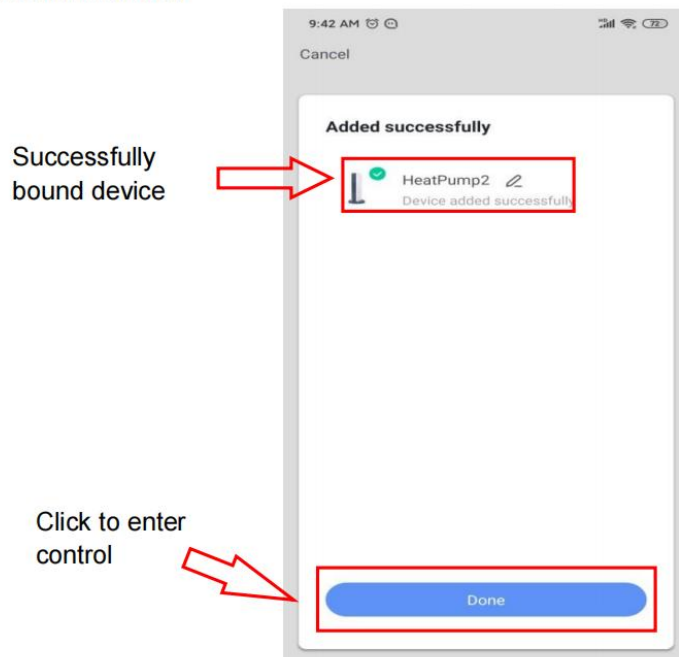 9:42 AM
HD
72
Cancel
Added successfully
Successfully
bound device
HeatPump2
Device added successfully
Click to enter
control
Done